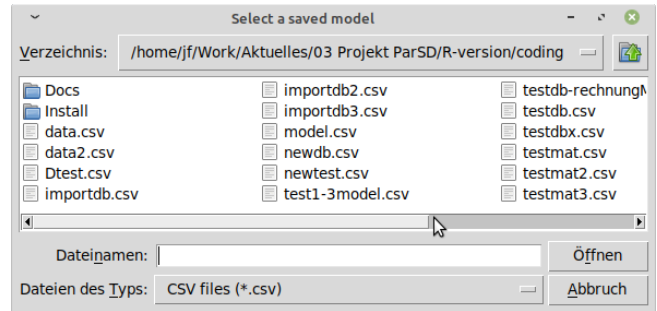 Select a saved model
Verzeichnis: /home/jf/Work/Aktuelles/03 Projekt ParSD/R-version/coding
Docs importdb2.csv testdb-rechnungM
Install importdb3.csv testdb.csv
data.csv model.csv testdbx.csv
data2.csv newdb.csv testmat.csv
Dtest.csv newtest.csv testmat2.csv
importdb.csv test1-3model.csv testmat3.csv
Dateinamen: Öffnen
Dateien des Typs: CSV files (*.csv) Abbruch